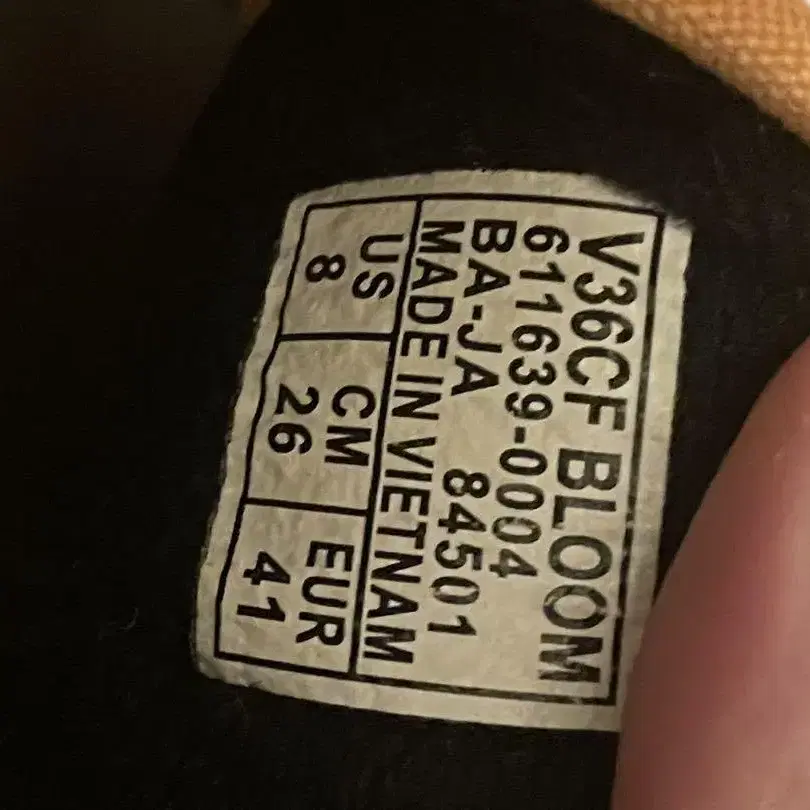 V36CF BLOOM
611639-0004
BA-JA 84501
MADE IN VIETNAM
US CM EUR
8 26 41